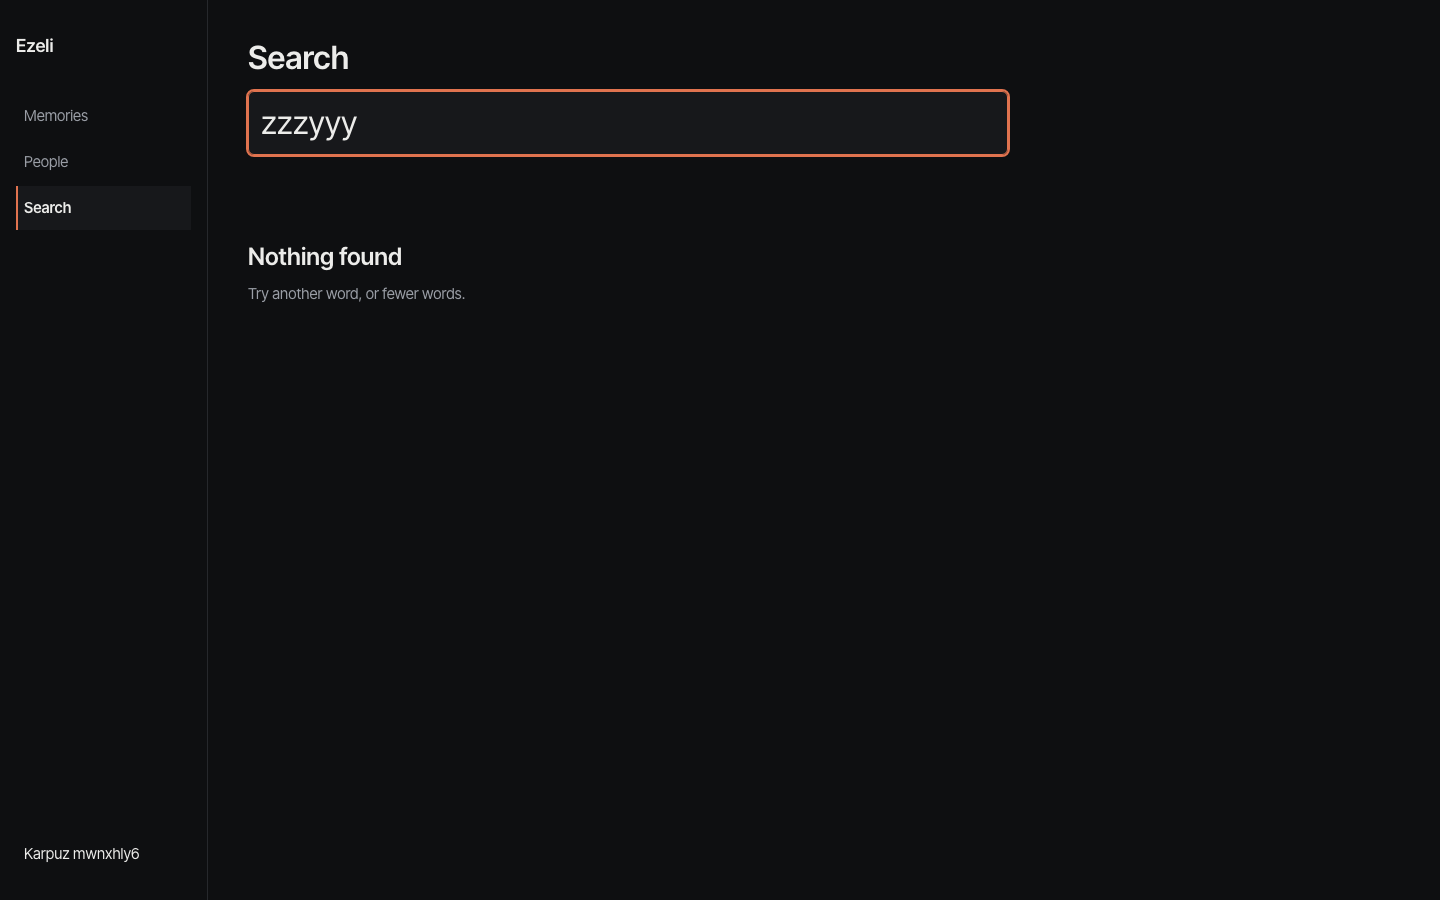 Ezeli
Memories
People
Search
Karpuz mwnxhly6
Search
zzzyyy
Nothing found
Try another word, or fewer words.